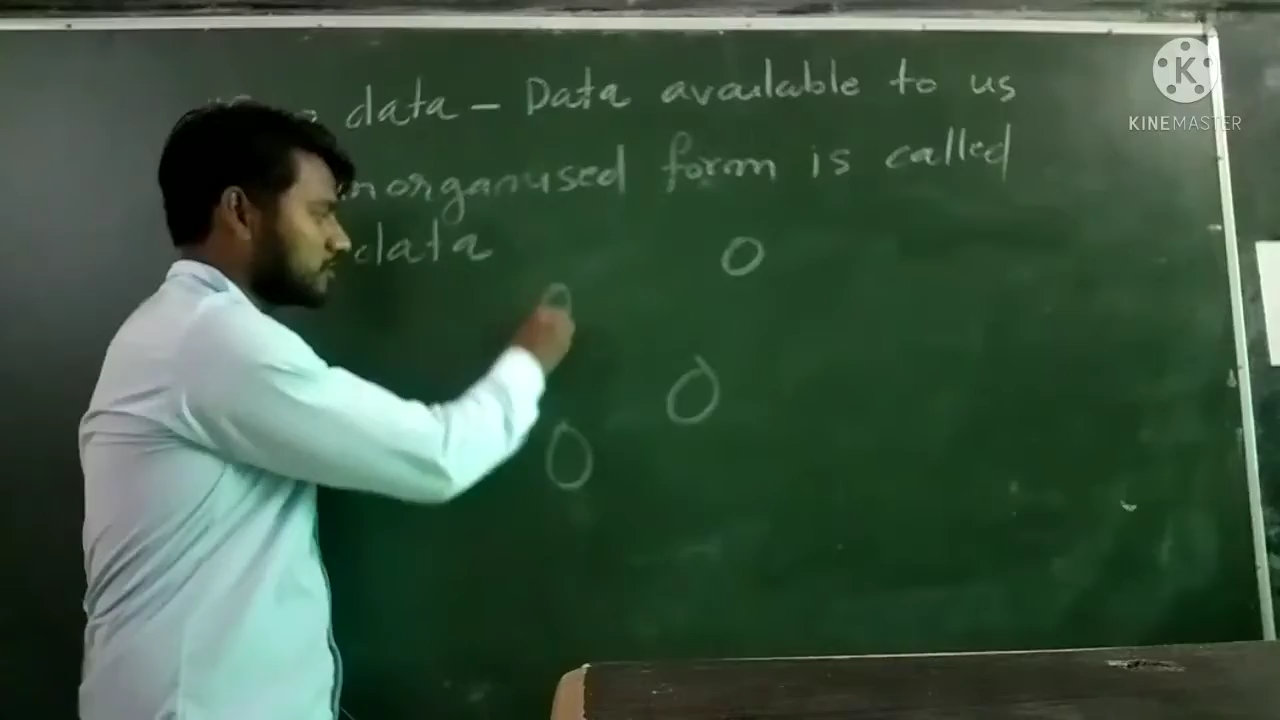 data - Data available to us
norganised form is called
data
O
O
O
O
K
KINEMASTER